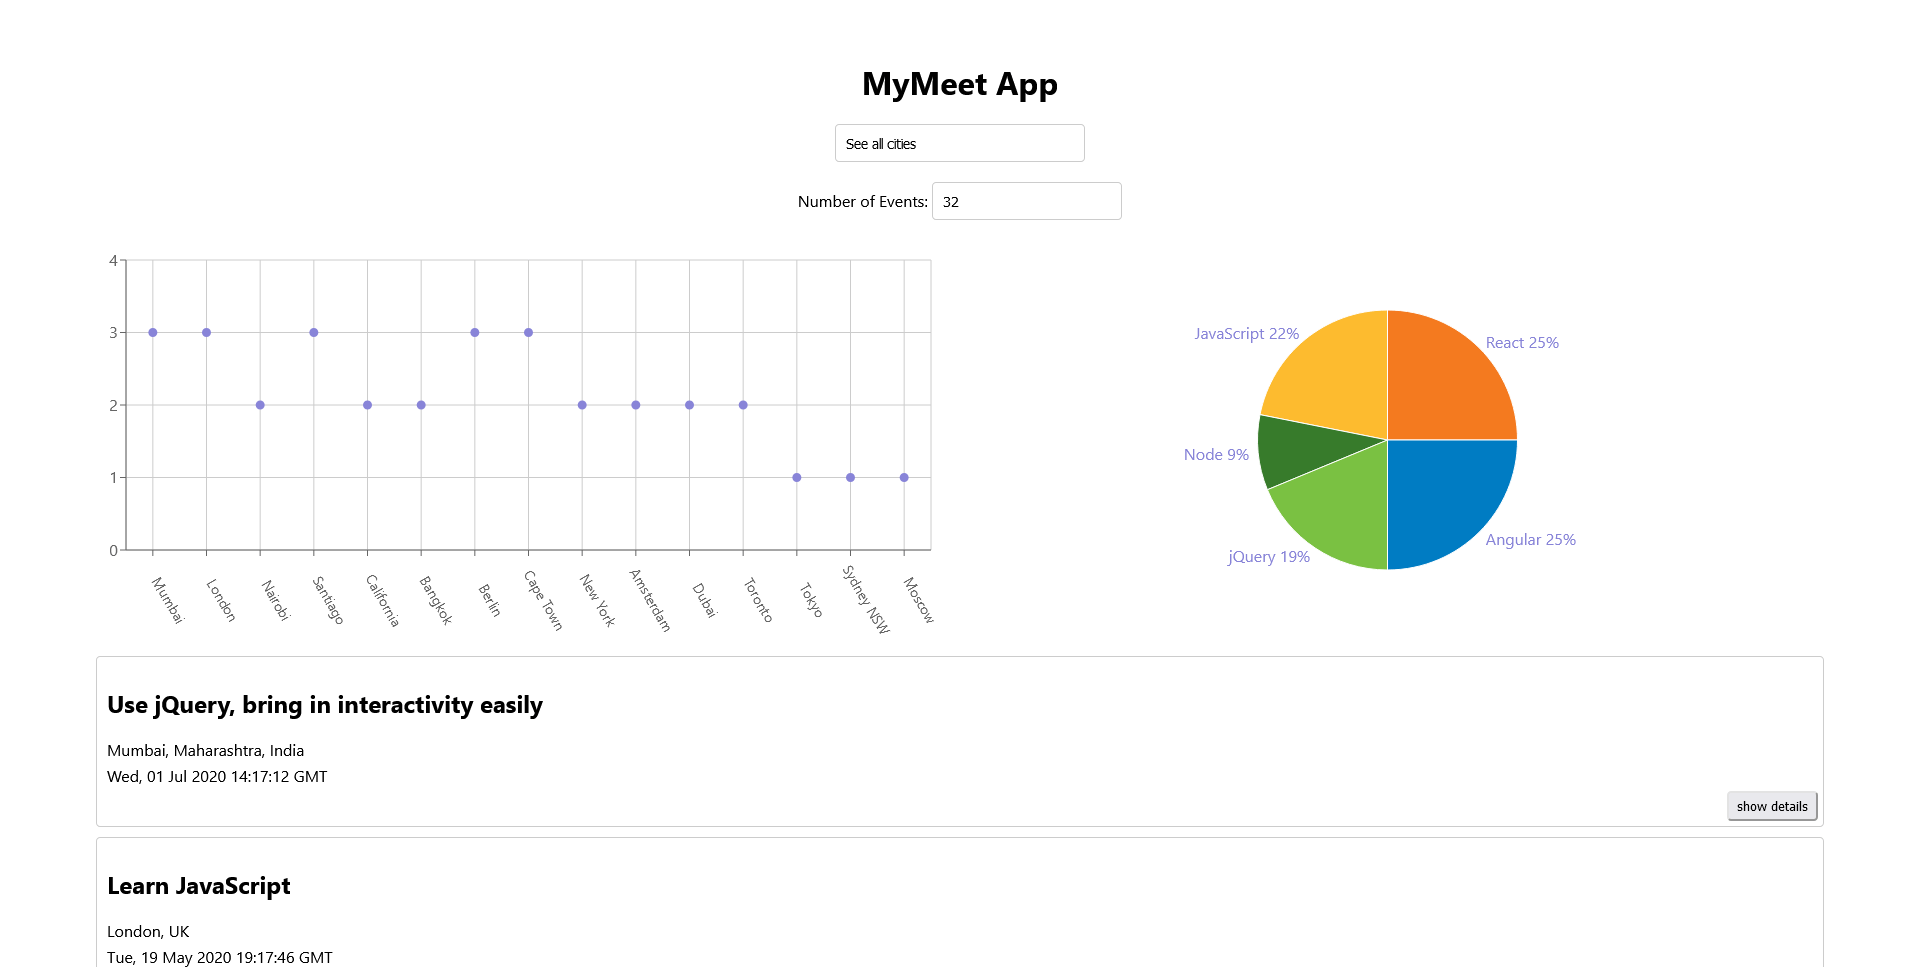 MyMeet App
See all cities
Number of Events: 32
4
3
2
1
0
Mumbai
London
Nairobi
Santiago
California
Bangkok
Berlin
Cape Town
New York
Amsterdam
Dubai
Toronto
Tokyo
Sydney NSW
Moscow
JavaScript 22%
React 25%
Node 9%
Angular 25%
jQuery 19%
Use jQuery, bring in interactivity easily
Mumbai, Maharashtra, India
Wed, 01 Jul 2020 14:17:12 GMT
show details
Learn JavaScript
London, UK
Tue, 19 May 2020 19:17:46 GMT